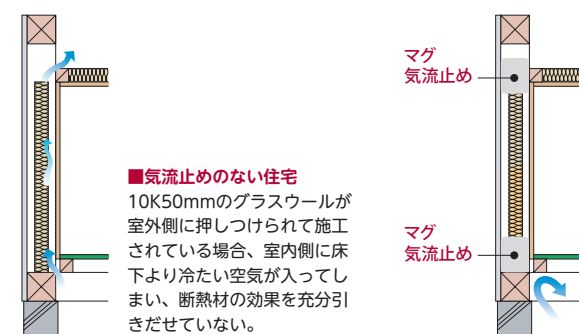 ■気流止めのない住宅
10K50mmのグラスウールが
室外側に押しつけられて施工
されている場合、室内側に床
下より冷たい空気が入ってし
まい、断熱材の効果を充分引
きだせていない。
マグ
気流止め
マグ
気流止め